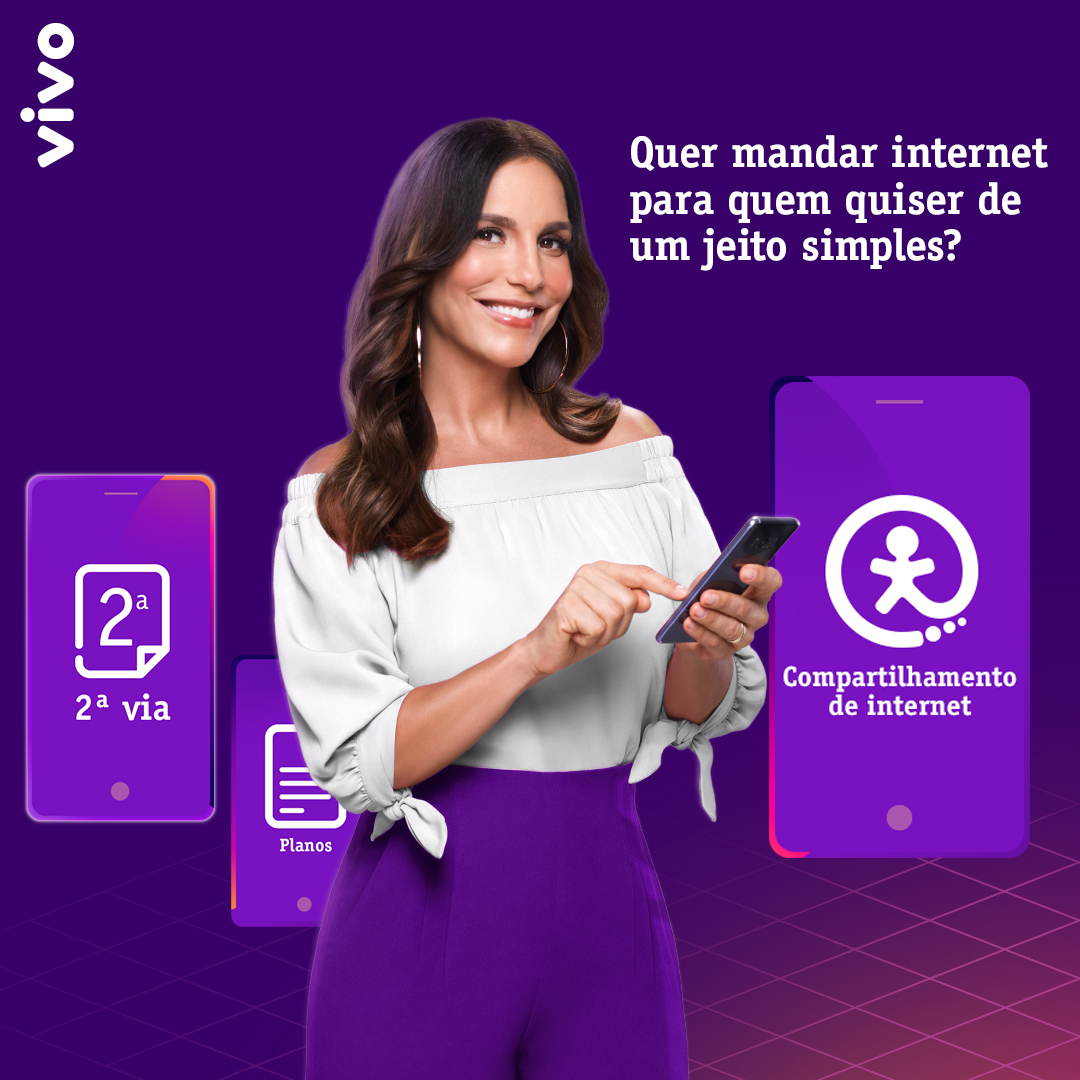 vivo
Quer mandar internet
para quem quiser de
um jeito simples?
2ª
2ª via
Planos
Compartilhamento
de internet